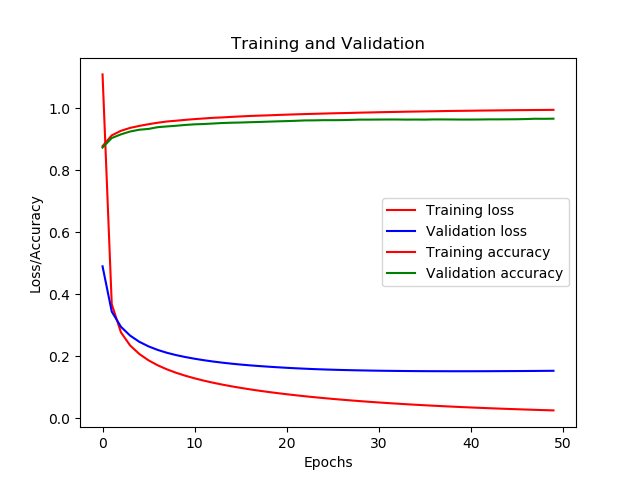 Training and Validation
Loss/Accuracy
1.0
0.8
0.6
0.4
0.2
0.0
Training loss
Validation loss
Training accuracy
Validation accuracy
0 10 20 30 40 50
Epochs